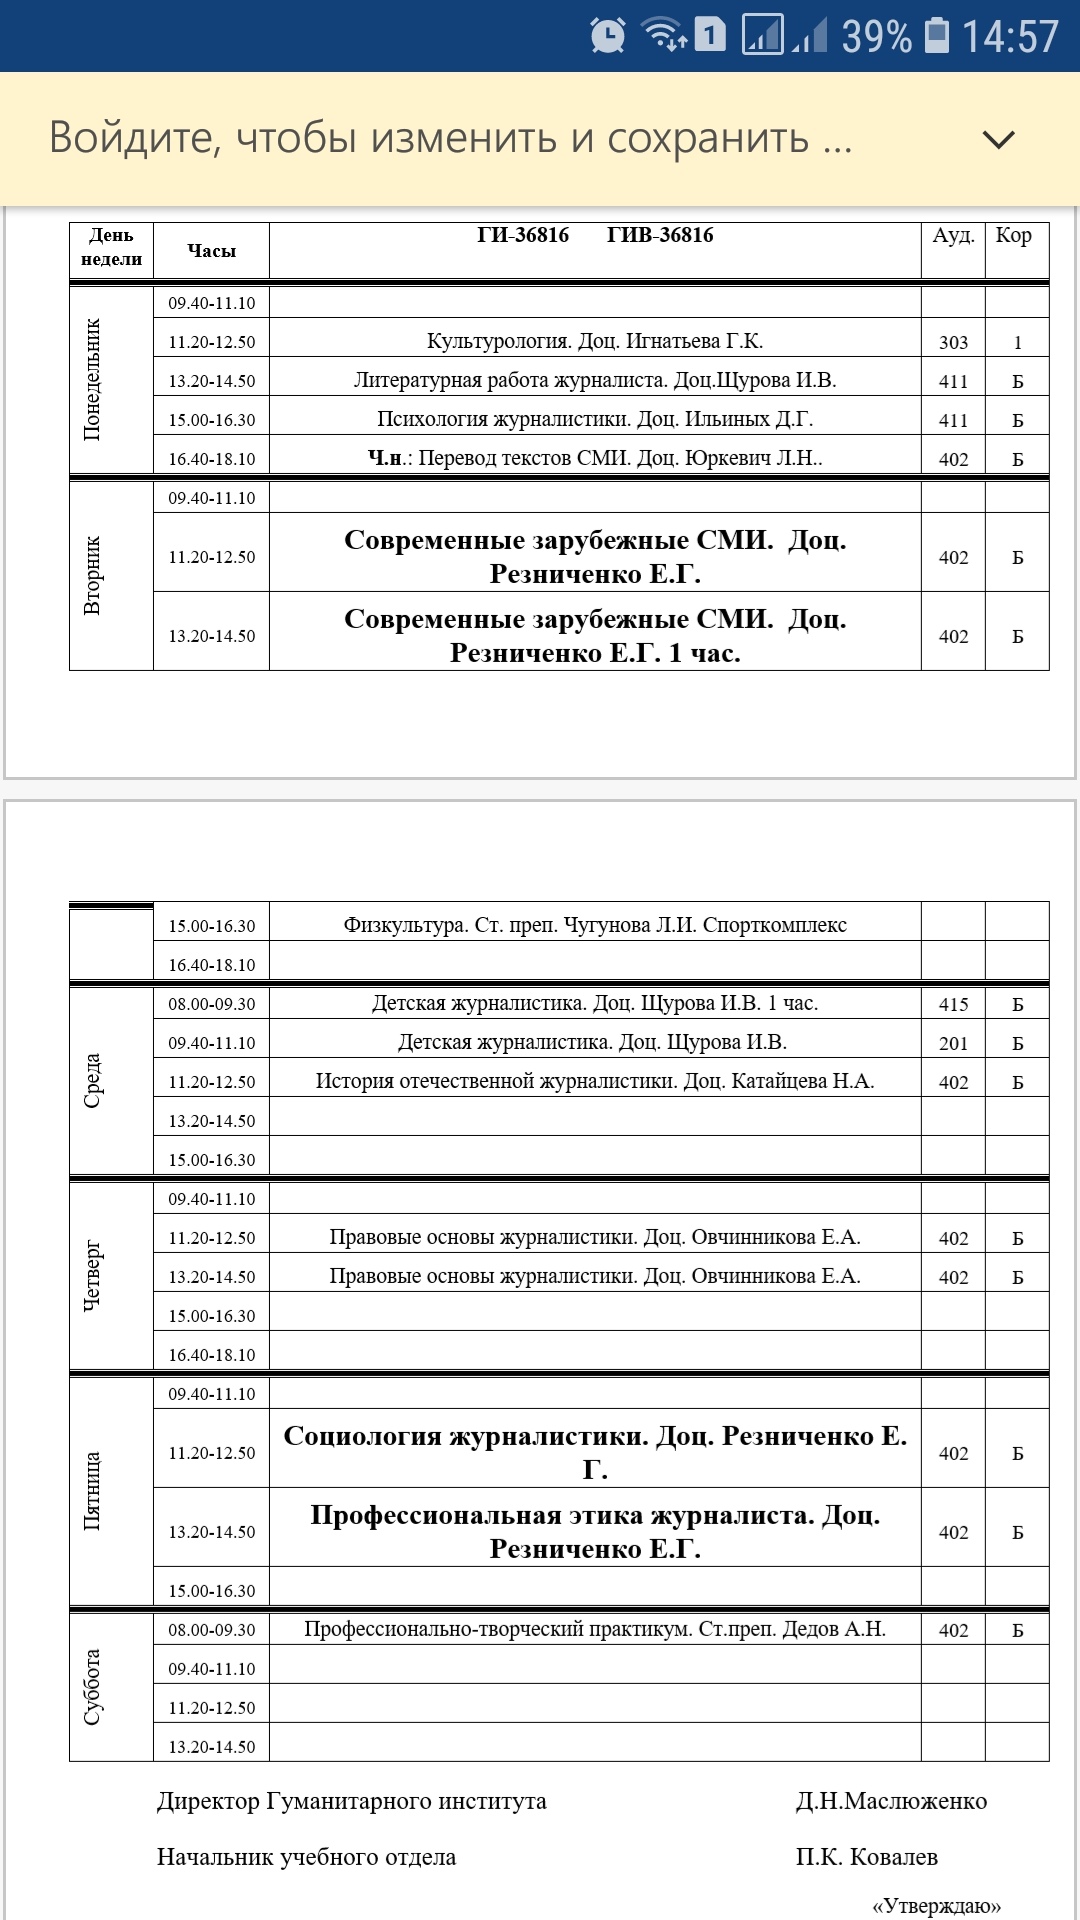 39% 14:57
Войдите, чтобы изменить и сохранить ...
День недели Часы ГИ-36816 ГИВ-36816 Ауд. Кор
Понедельник
09.40-11.10
11.20-12.50 Культурология. Доц. Игнатьева Г.К. 303 1
13.20-14.50 Литературная работа журналиста. Доц.Щурова И.В. 411 Б
15.00-16.30 Психология журналистики. Доц. Ильиных Д.Г. 411 Б
16.40-18.10 Ч.н.: Перевод текстов СМИ. Доц. Юркевич Л.Н.. 402 Б
Вторник
09.40-11.10
11.20-12.50 Современные зарубежные СМИ. Доц. Резниченко Е.Г. 402 Б
13.20-14.50 Современные зарубежные СМИ. Доц. Резниченко Е.Г. 1 час. 402 Б
15.00-16.30 Физкультура. Ст. преп. Чугунова Л.И. Спорткомплекс
16.40-18.10
Среда
08.00-09.30 Детская журналистика. Доц. Щурова И.В. 1 час. 415 Б
09.40-11.10 Детская журналистика. Доц. Щурова И.В. 201 Б
11.20-12.50 История отечественной журналистики. Доц. Катайцева Н.А. 402 Б
13.20-14.50
15.00-16.30
Четверг
09.40-11.10
11.20-12.50 Правовые основы журналистики. Доц. Овчинникова Е.А. 402 Б
13.20-14.50 Правовые основы журналистики. Доц. Овчинникова Е.А. 402 Б
15.00-16.30
16.40-18.10
Пятница
09.40-11.10
11.20-12.50 Социология журналистики. Доц. Резниченко Е. Г. 402 Б
13.20-14.50 Профессиональная этика журналиста. Доц. Резниченко Е.Г. 402 Б
15.00-16.30
Суббота
08.00-09.30 Профессионально-творческий практикум. Ст.преп. Дедов А.Н. 402 Б
09.40-11.10
11.20-12.50
13.20-14.50
Директор Гуманитарного института Д.Н.Маслюженко
Начальник учебного отдела П.К. Ковалев
«Утверждаю»